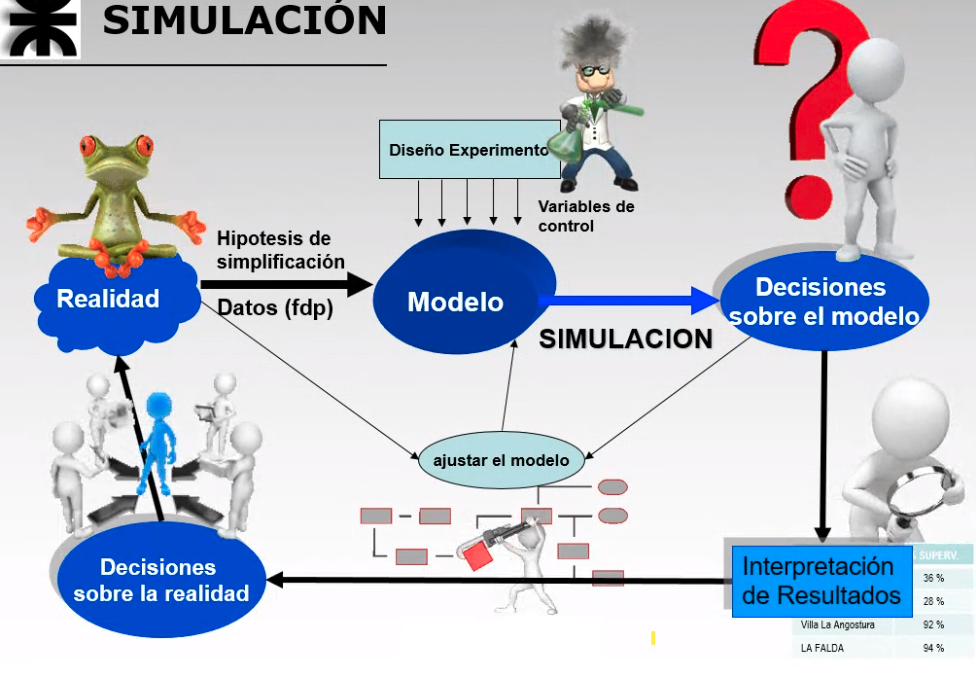 SIMULACIÓN
Diseño Experimento
Variables de
control
Hipotesis de
simplificación
Datos (fdp)
Realidad
Modelo
SIMULACION
Decisiones
sobre el modelo
ajustar el modelo
Decisiones
sobre la realidad
Interpretación
de Resultados
SUPERV.
36 %
28 %
Villa La Angostura 92 %
LA FALDA 94 %